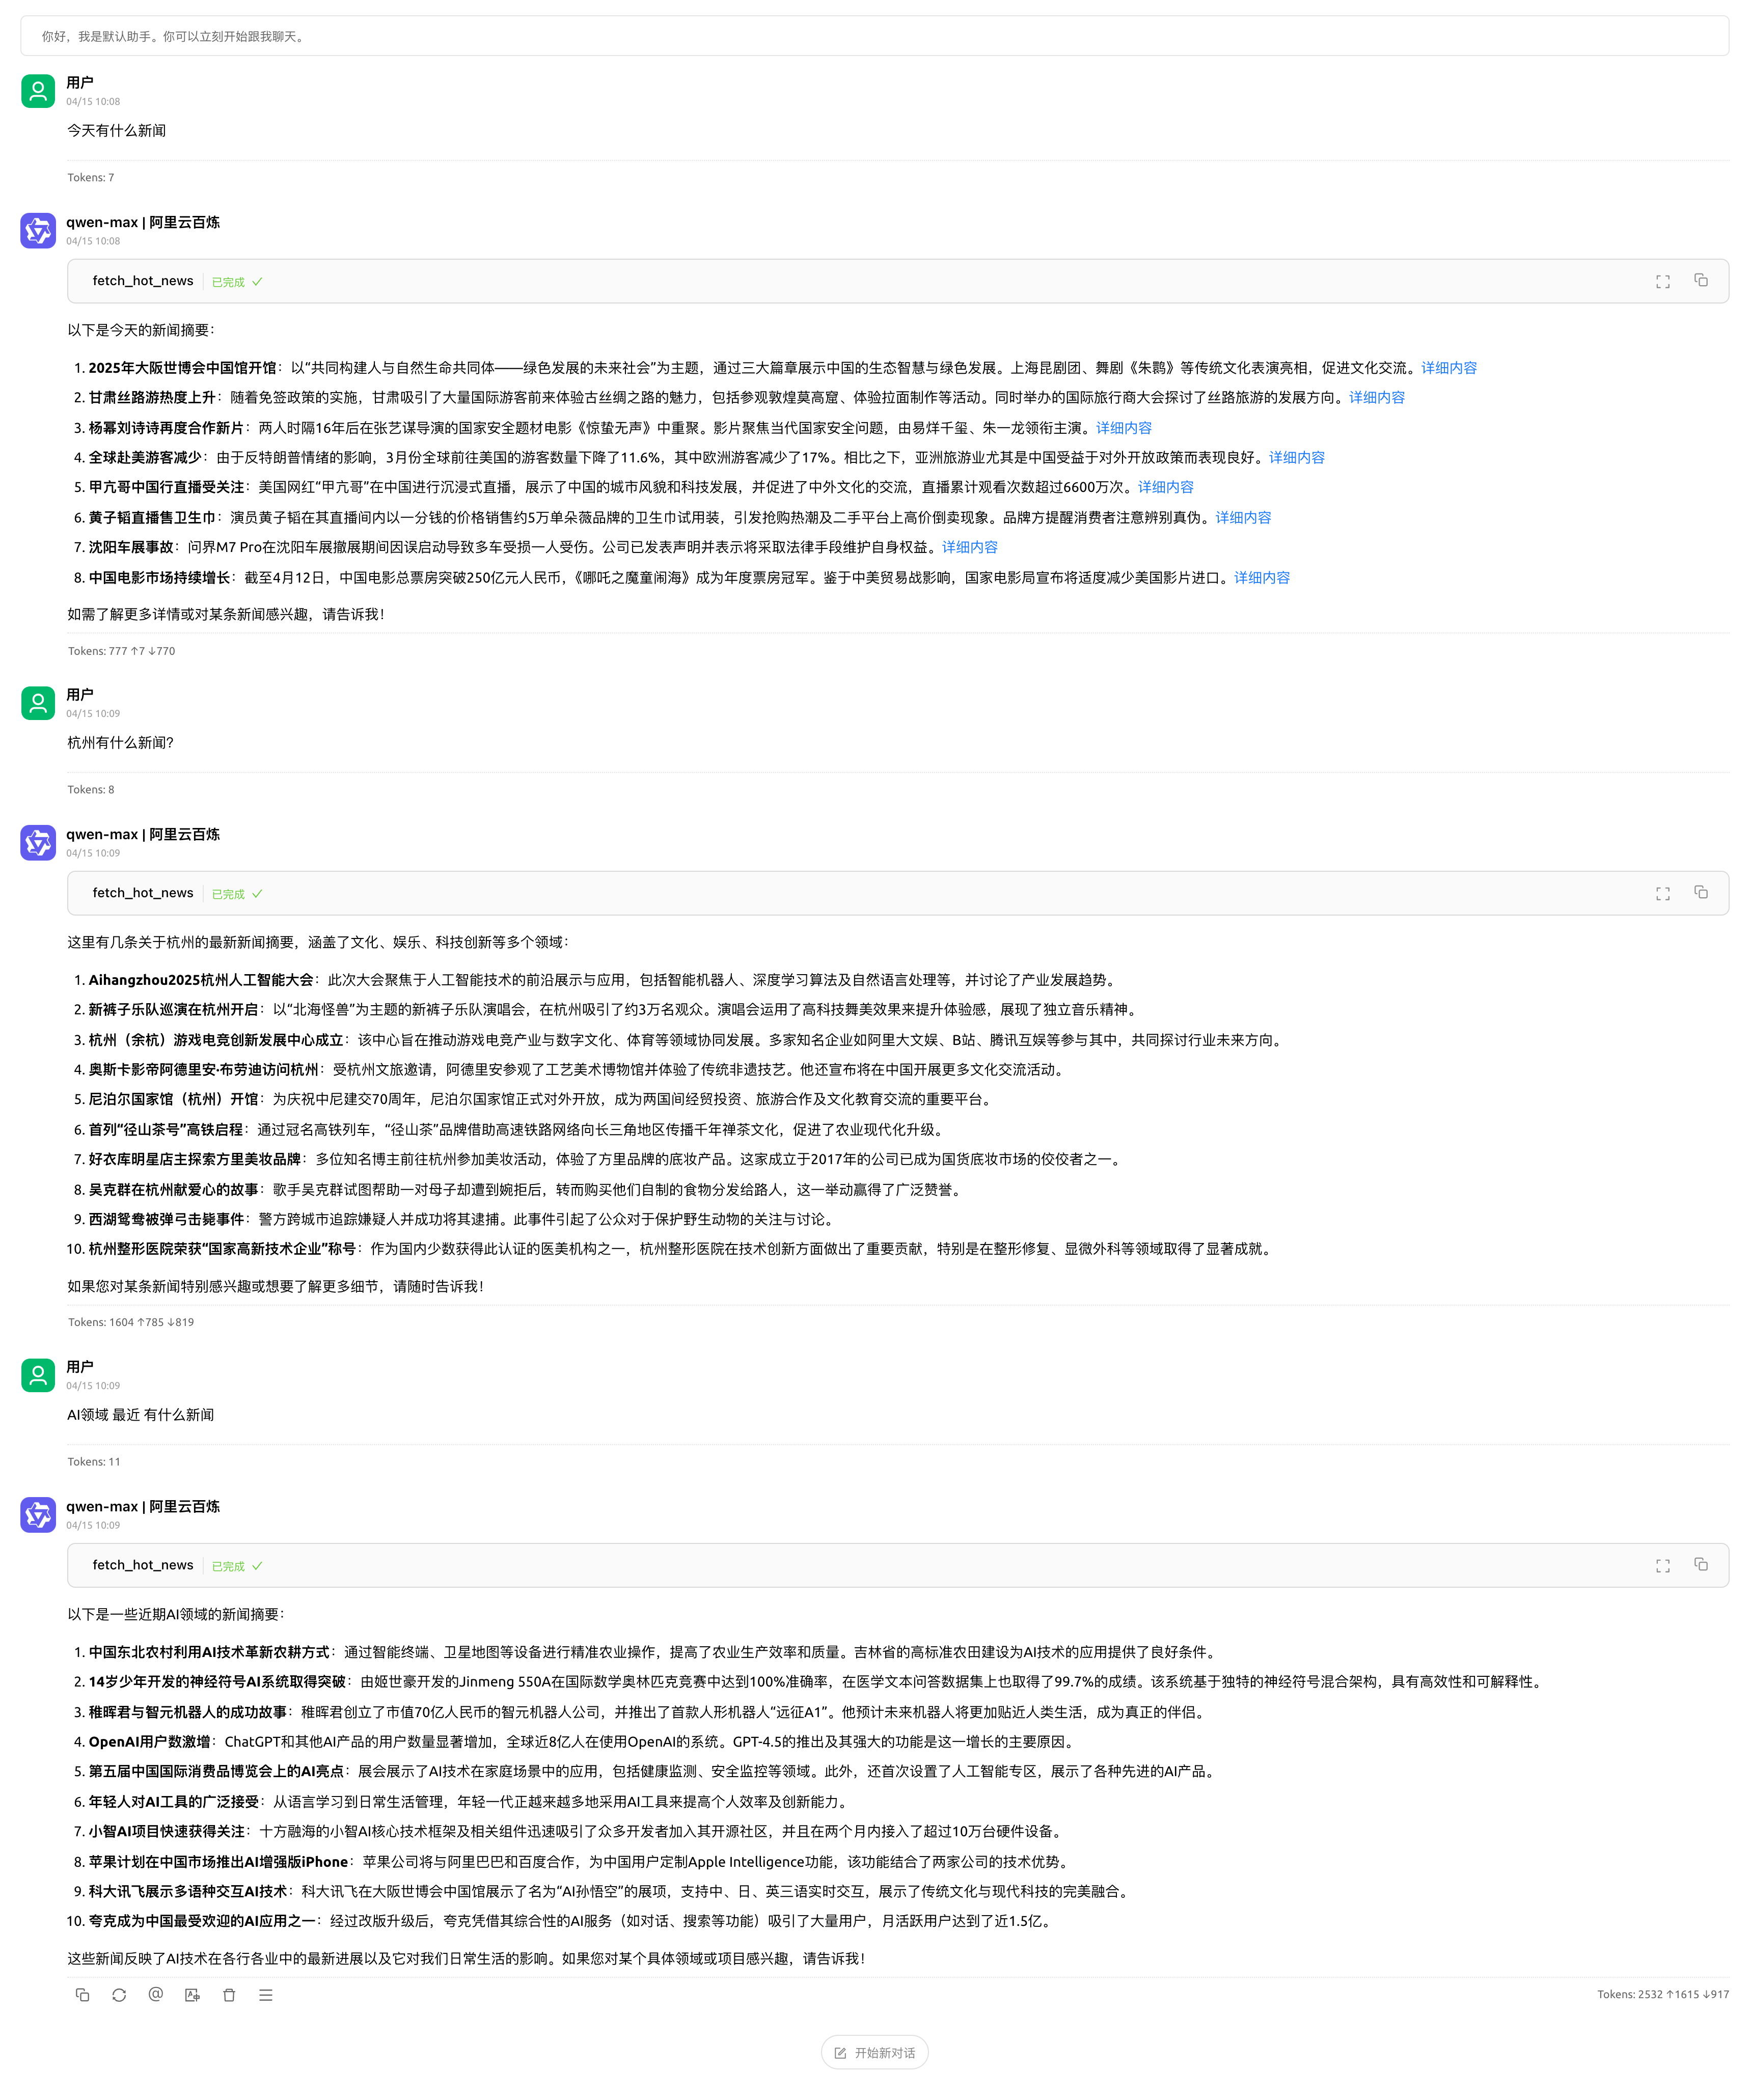 你好，我是默认助手。你可以立刻开始跟我聊天。
用户
04/15 10:08
今天有什么新闻
Tokens: 7
qwen-max | 阿里云百炼
04/15 10:08
fetch_hot_news 已完成
以下是今天的新闻摘要：
1. 2025年大阪世博会中国馆开馆：以“共同构建人与自然生命共同体——绿色发展的未来社会”为主题，通过三大篇章展示中国的生态智慧与绿色发展。上海昆剧团、舞剧《朱鹮》等传统文化表演亮相，促进文化交流。详细内容
2. 甘肃丝路游热度上升：随着免签政策的实施，甘肃吸引了大量国际游客前来体验古丝绸之路的魅力，包括参观敦煌莫高窟、体验拉面制作等活动。同时举办的国际旅行商大会探讨了丝路旅游的发展方向。详细内容
3. 杨幂刘诗诗再度合作新片：两人时隔16年后在张艺谋导演的国家安全题材电影《惊蛰无声》中重聚。影片聚焦当代国家安全问题，由易烊千玺、朱一龙领衔主演。详细内容
4. 全球赴美游客减少：由于反特朗普情绪的影响，3月份全球前往美国的游客数量下降了11.6%，其中欧洲游客减少了17%。相比之下，亚洲旅游业尤其是中国受益于对外开放政策而表现良好。详细内容
5. 甲亢哥中国行直播受关注：美国网红“甲亢哥”在中国进行沉浸式直播，展示了中国的城市风貌和科技发展，并促进了中外文化的交流，直播累计观看次数超过6600万次。详细内容
6. 黄子韬直播售卫生巾：演员黄子韬在其直播间内以一分钱的价格销售约5万单朵薇品牌的卫生巾试用装，引发抢购热潮及二手平台上高价倒卖现象。品牌方提醒消费者注意辨别真伪。详细内容
7. 沈阳车展事故：问界M7 Pro在沈阳车展撤展期间因误启动导致多车受损一人受伤。公司已发表声明并表示将采取法律手段维护自身权益。详细内容
8. 中国电影市场持续增长：截至4月12日，中国电影总票房突破250亿元人民币，《哪吒之魔童闹海》成为年度票房冠军。鉴于中美贸易战影响，国家电影局宣布将适度减少美国影片进口。详细内容
如需了解更多详情或对某条新闻感兴趣，请告诉我！
Tokens: 777 ↑7 ↓770
用户
04/15 10:09
杭州有什么新闻？
Tokens: 8
qwen-max | 阿里云百炼
04/15 10:09
fetch_hot_news 已完成
这里有几条关于杭州的最新新闻摘要，涵盖了文化、娱乐、科技创新等多个领域：
1. Aihangzhou2025杭州人工智能大会：此次大会聚焦于人工智能技术的前沿展示与应用，包括智能机器人、深度学习算法及自然语言处理等，并讨论了产业发展趋势。
2. 新裤子乐队巡演在杭州开启：以“北海怪兽”为主题的新裤子乐队演唱会，在杭州吸引了约3万名观众。演唱会运用了高科技舞美效果来提升体验感，展现了独立音乐精神。
3. 杭州（余杭）游戏电竞创新发展中心成立：该中心旨在推动游戏电竞产业与数字文化、体育等领域协同发展。多家知名企业如阿里大文娱、B站、腾讯互娱等参与其中，共同探讨行业未来方向。
4. 奥斯卡影帝阿德里安·布劳迪访问杭州：受杭州文旅邀请，阿德里安参观了工艺美术博物馆并体验了传统非遗技艺。他还宣布将在中国开展更多文化交流活动。
5. 尼泊尔国家馆（杭州）开馆：为庆祝中尼建交70周年，尼泊尔国家馆正式对外开放，成为两国间经贸投资、旅游合作及文化教育交流的重要平台。
6. 首列“径山茶号”高铁启程：通过冠名高铁列车，“径山茶”品牌借助高速铁路网络向长三角地区传播千年禅茶文化，促进了农业现代化升级。
7. 好衣库明星店主探索方里美妆品牌：多位知名博主前往杭州参加美妆活动，体验了方里品牌的底妆产品。这家成立于2017年的公司已成为国货底妆市场的佼佼者之一。
8. 吴克群在杭州献爱心的故事：歌手吴克群试图帮助一对母子却遭到婉拒后，转而购买他们自制的食物分发给路人，这一举动赢得了广泛赞誉。
9. 西湖鸳鸯被弹弓击毙事件：警方跨城市追踪嫌疑人并成功将其逮捕。此事件引起了公众对于保护野生动物的关注与讨论。
10. 杭州整形医院荣获“国家高新技术企业”称号：作为国内少数获得此认证的医美机构之一，杭州整形医院在技术创新方面做出了重要贡献，特别是在整形修复、显微外科等领域取得了显著成就。
如果您对某条新闻特别感兴趣或想要了解更多细节，请随时告诉我！
Tokens: 1604 ↑785 ↓819
用户
04/15 10:09
AI领域 最近 有什么新闻
Tokens: 11
qwen-max | 阿里云百炼
04/15 10:09
fetch_hot_news 已完成
以下是一些近期AI领域的新闻摘要：
1. 中国东北农村利用AI技术革新农耕方式：通过智能终端、卫星地图等设备进行精准农业操作，提高了农业生产效率和质量。吉林省的高标准农田建设为AI技术的应用提供了良好条件。
2. 14岁少年开发的神经符号AI系统取得突破：由姬世豪开发的Jinmeng 550A在国际数学奥林匹克竞赛中达到100%准确率，在医学文本问答数据集上也取得了99.7%的成绩。该系统基于独特的神经符号混合架构，具有高效性和可解释性。
3. 稚晖君与智元机器人的成功故事：稚晖君创立了市值70亿人民币的智元机器人公司，并推出了首款人形机器人“远征A1”。他预计未来机器人将更加贴近人类生活，成为真正的伴侣。
4. OpenAI用户数激增：ChatGPT和其他AI产品的用户数量显著增加，全球近8亿人在使用OpenAI的系统。GPT-4.5的推出及其强大的功能是这一增长的主要原因。
5. 第五届中国国际消费品博览会上的AI亮点：展会展示了AI技术在家庭场景中的应用，包括健康监测、安全监控等领域。此外，还首次设置了人工智能专区，展示了各种先进的AI产品。
6. 年轻人对AI工具的广泛接受：从语言学习到日常生活管理，年轻一代正越来越多地采用AI工具来提高个人效率及创新能力。
7. 小智AI项目快速获得关注：十方融海的小智AI核心技术框架及相关组件迅速吸引了众多开发者加入其开源社区，并且在两个月内接入了超过10万台硬件设备。
8. 苹果计划在中国市场推出AI增强版iPhone：苹果公司将与阿里巴巴和百度合作，为中国用户定制Apple Intelligence功能，该功能结合了两家公司的技术优势。
9. 科大讯飞展示多语种交互AI技术：科大讯飞在大阪世博会中国馆展示了名为“AI孙悟空”的展项，支持中、日、英三语实时交互，展示了传统文化与现代科技的完美融合。
10. 夸克成为中国最受欢迎的AI应用之一：经过改版升级后，夸克凭借其综合性的AI服务（如对话、搜索等功能）吸引了大量用户，月活跃用户达到了近1.5亿。
这些新闻反映了AI技术在各行各业中的最新进展以及它对我们日常生活的影响。如果您对某个具体领域或项目感兴趣，请告诉我！
Tokens: 2532 ↑1615 ↓917
开始新对话